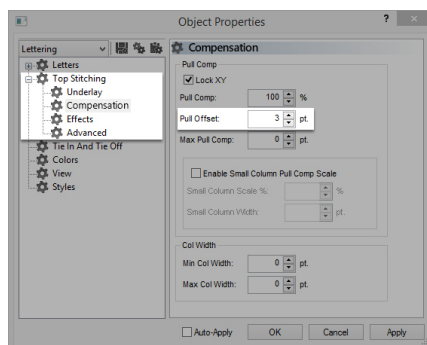 Object Properties
?
Lettering
Compensation
Letters
Top Stitching
Underlay
Compensation
Effects
Advanced
Tie In And Tie Off
Colors
View
Styles
Pull Comp
Lock XY
Pull Comp: 100 %
Pull Offset: 3 pt.
Max Pull Comp: 0 pt.
Enable Small Column Pull Comp Scale
Small Column Scale %: %
Small Column Width: pt.
Col Width
Min Col Width: 0 pt.
Max Col Width: 0 pt.
Auto-Apply OK Cancel Apply